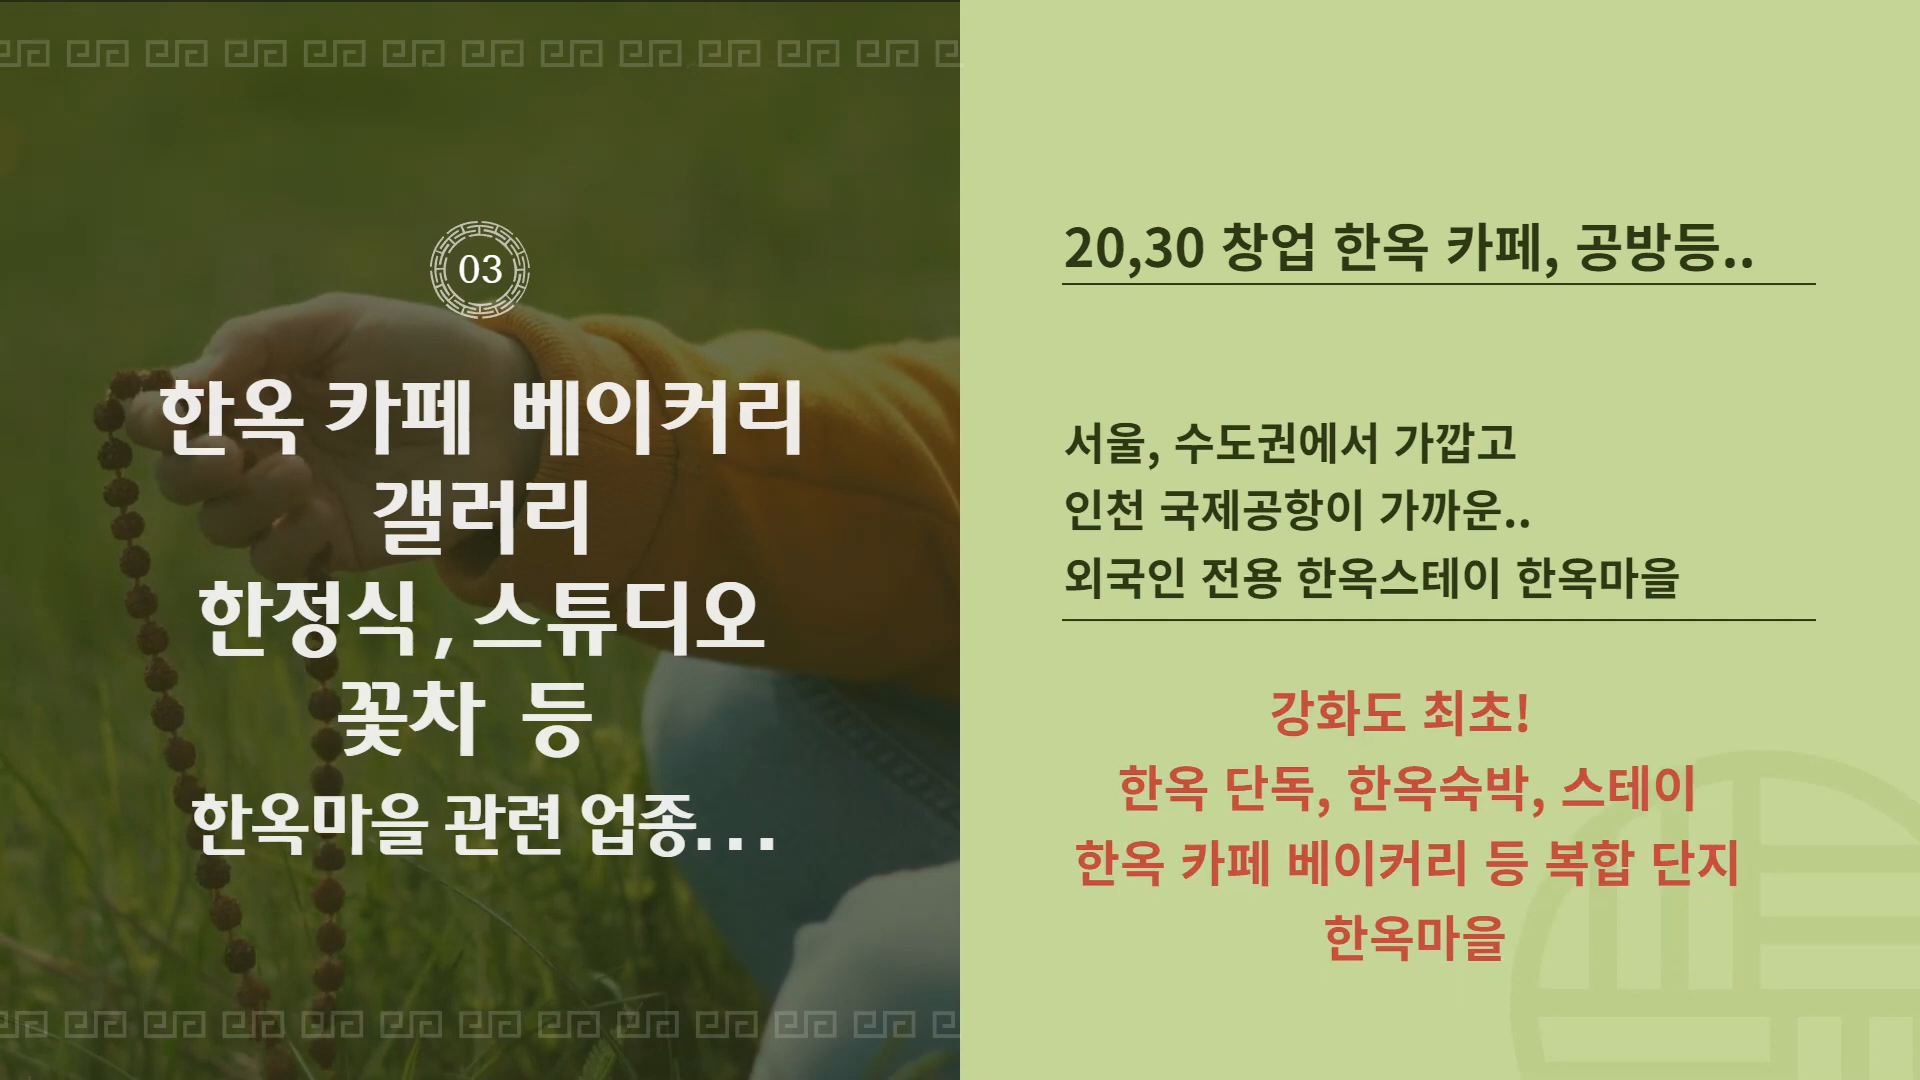 03
한옥 카페 베이커리
갤러리
한정식, 스튜디오
꽃차 등
한옥마을 관련 업종...
20,30 창업 한옥 카페, 공방등..
서울, 수도권에서 가깝고
인천 국제공항이 가까운..
외국인 전용 한옥스테이 한옥마을
강화도 최초!
한옥 단독, 한옥숙박, 스테이
한옥 카페 베이커리 등 복합 단지
한옥마을